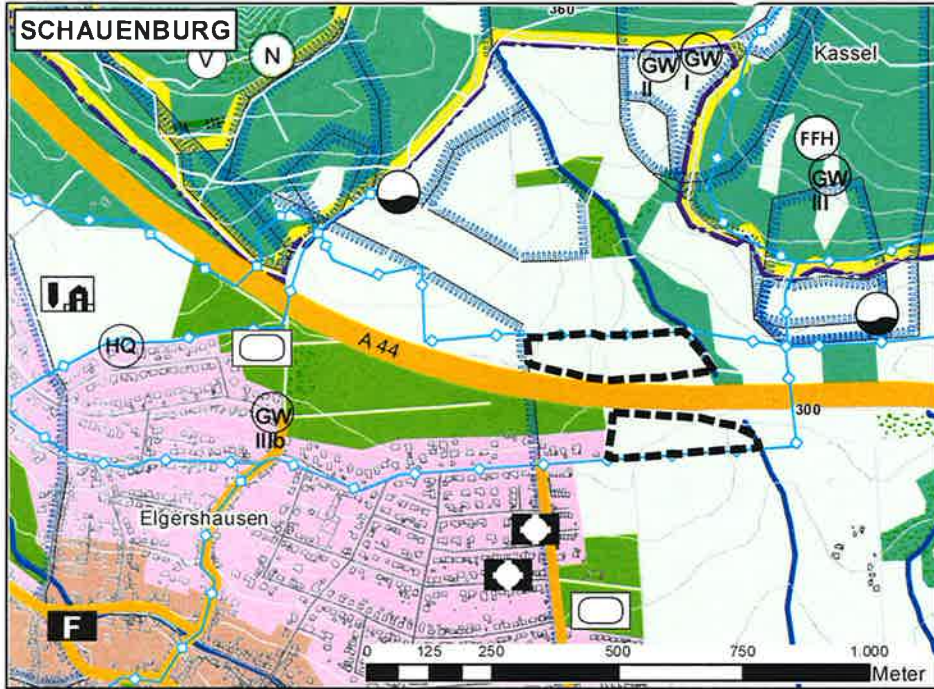 SCHAUENBURG
360
V
N
GW
II
GW
I
Kassel
FFH
GW
III
HQ
A 44
GW
IIIb
300
Elgershausen
F
0 125 250 500 750 1.000
Meter